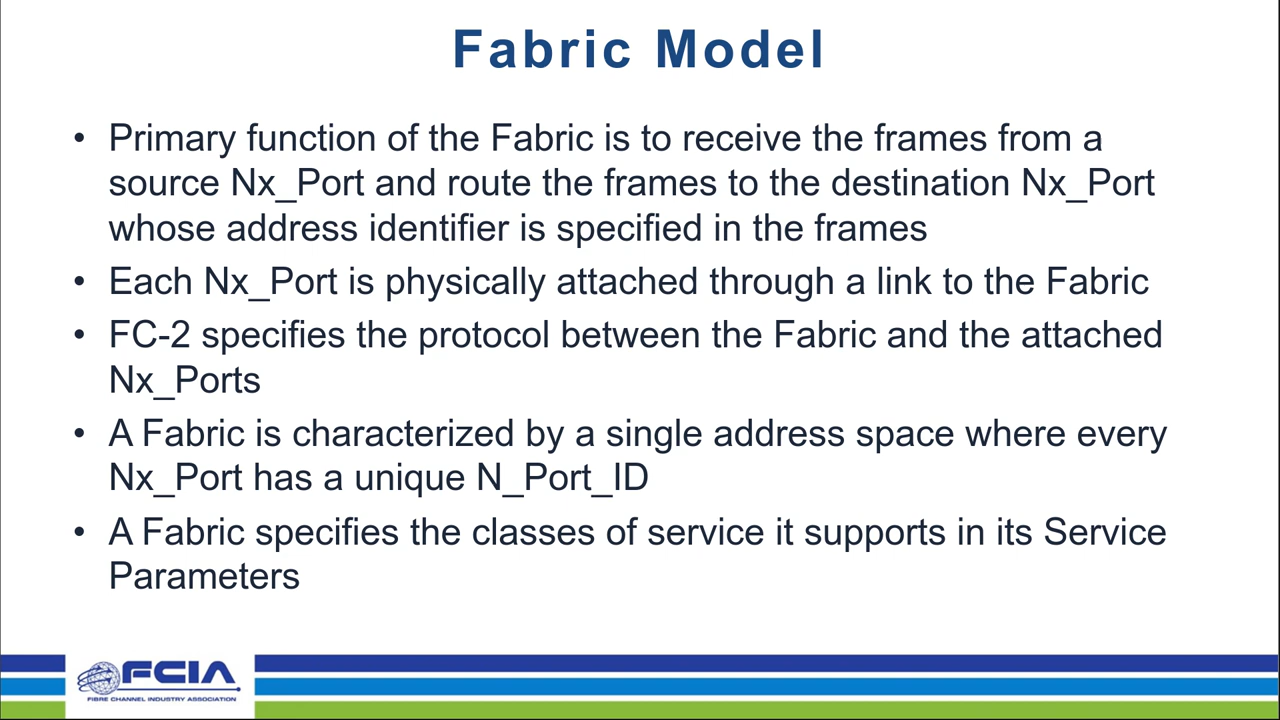 Fabric Model
• Primary function of the Fabric is to receive the frames from a
source Nx_Port and route the frames to the destination Nx_Port
whose address identifier is specified in the frames
• Each Nx_Port is physically attached through a link to the Fabric
• FC-2 specifies the protocol between the Fabric and the attached
Nx_Ports
• A Fabric is characterized by a single address space where every
Nx_Port has a unique N_Port_ID
• A Fabric specifies the classes of service it supports in its Service
Parameters
FCIA
FIBRE CHANNEL INDUSTRY ASSOCIATION